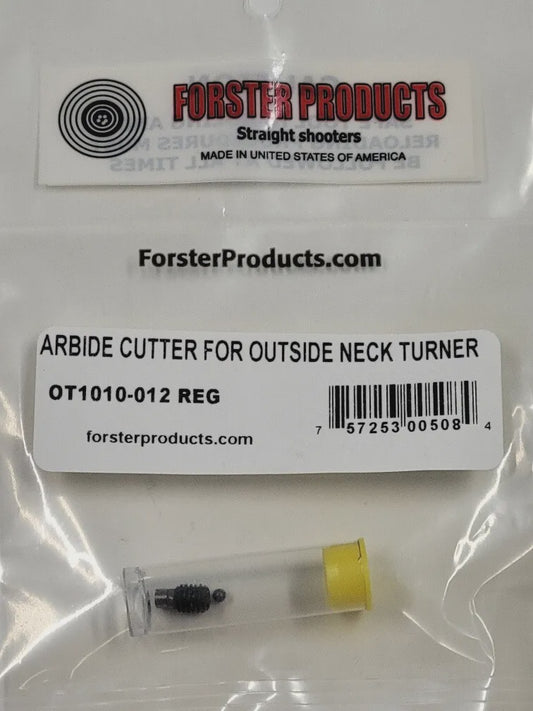 FORSTER PRODUCTS
Straight shooters
MADE IN UNITED STATES OF AMERICA
ForsterProducts.com
ARBIDE CUTTER FOR OUTSIDE NECK TURNER
OT1010-012 REG
forsterproducts.com
7 57253 00508 4